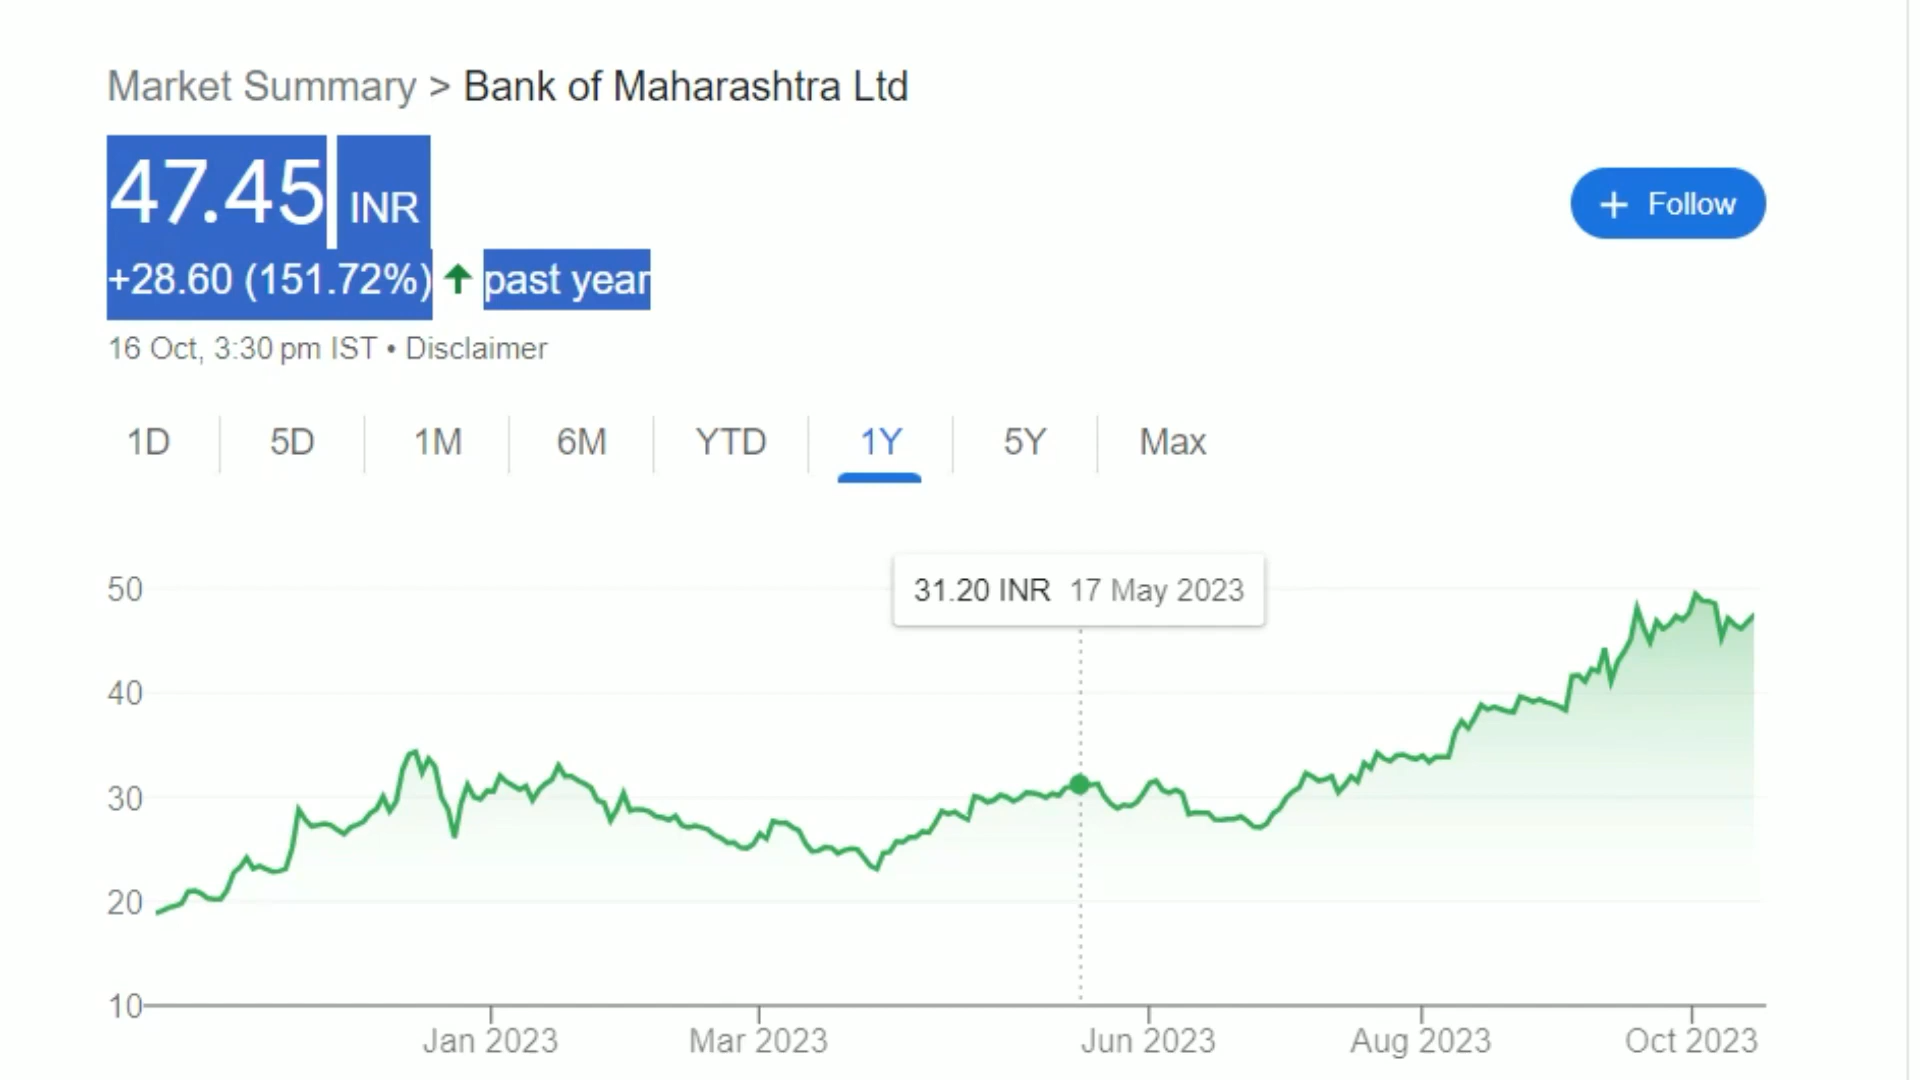 Market Summary > Bank of Maharashtra Ltd
47.45 INR
+ Follow
+28.60 (151.72%) ↑ past year
16 Oct, 3:30 pm IST • Disclaimer
1D 5D 1M 6M YTD 1Y 5Y Max
31.20 INR 17 May 2023
50
40
30
20
10
Jan 2023 Mar 2023 Jun 2023 Aug 2023 Oct 2023